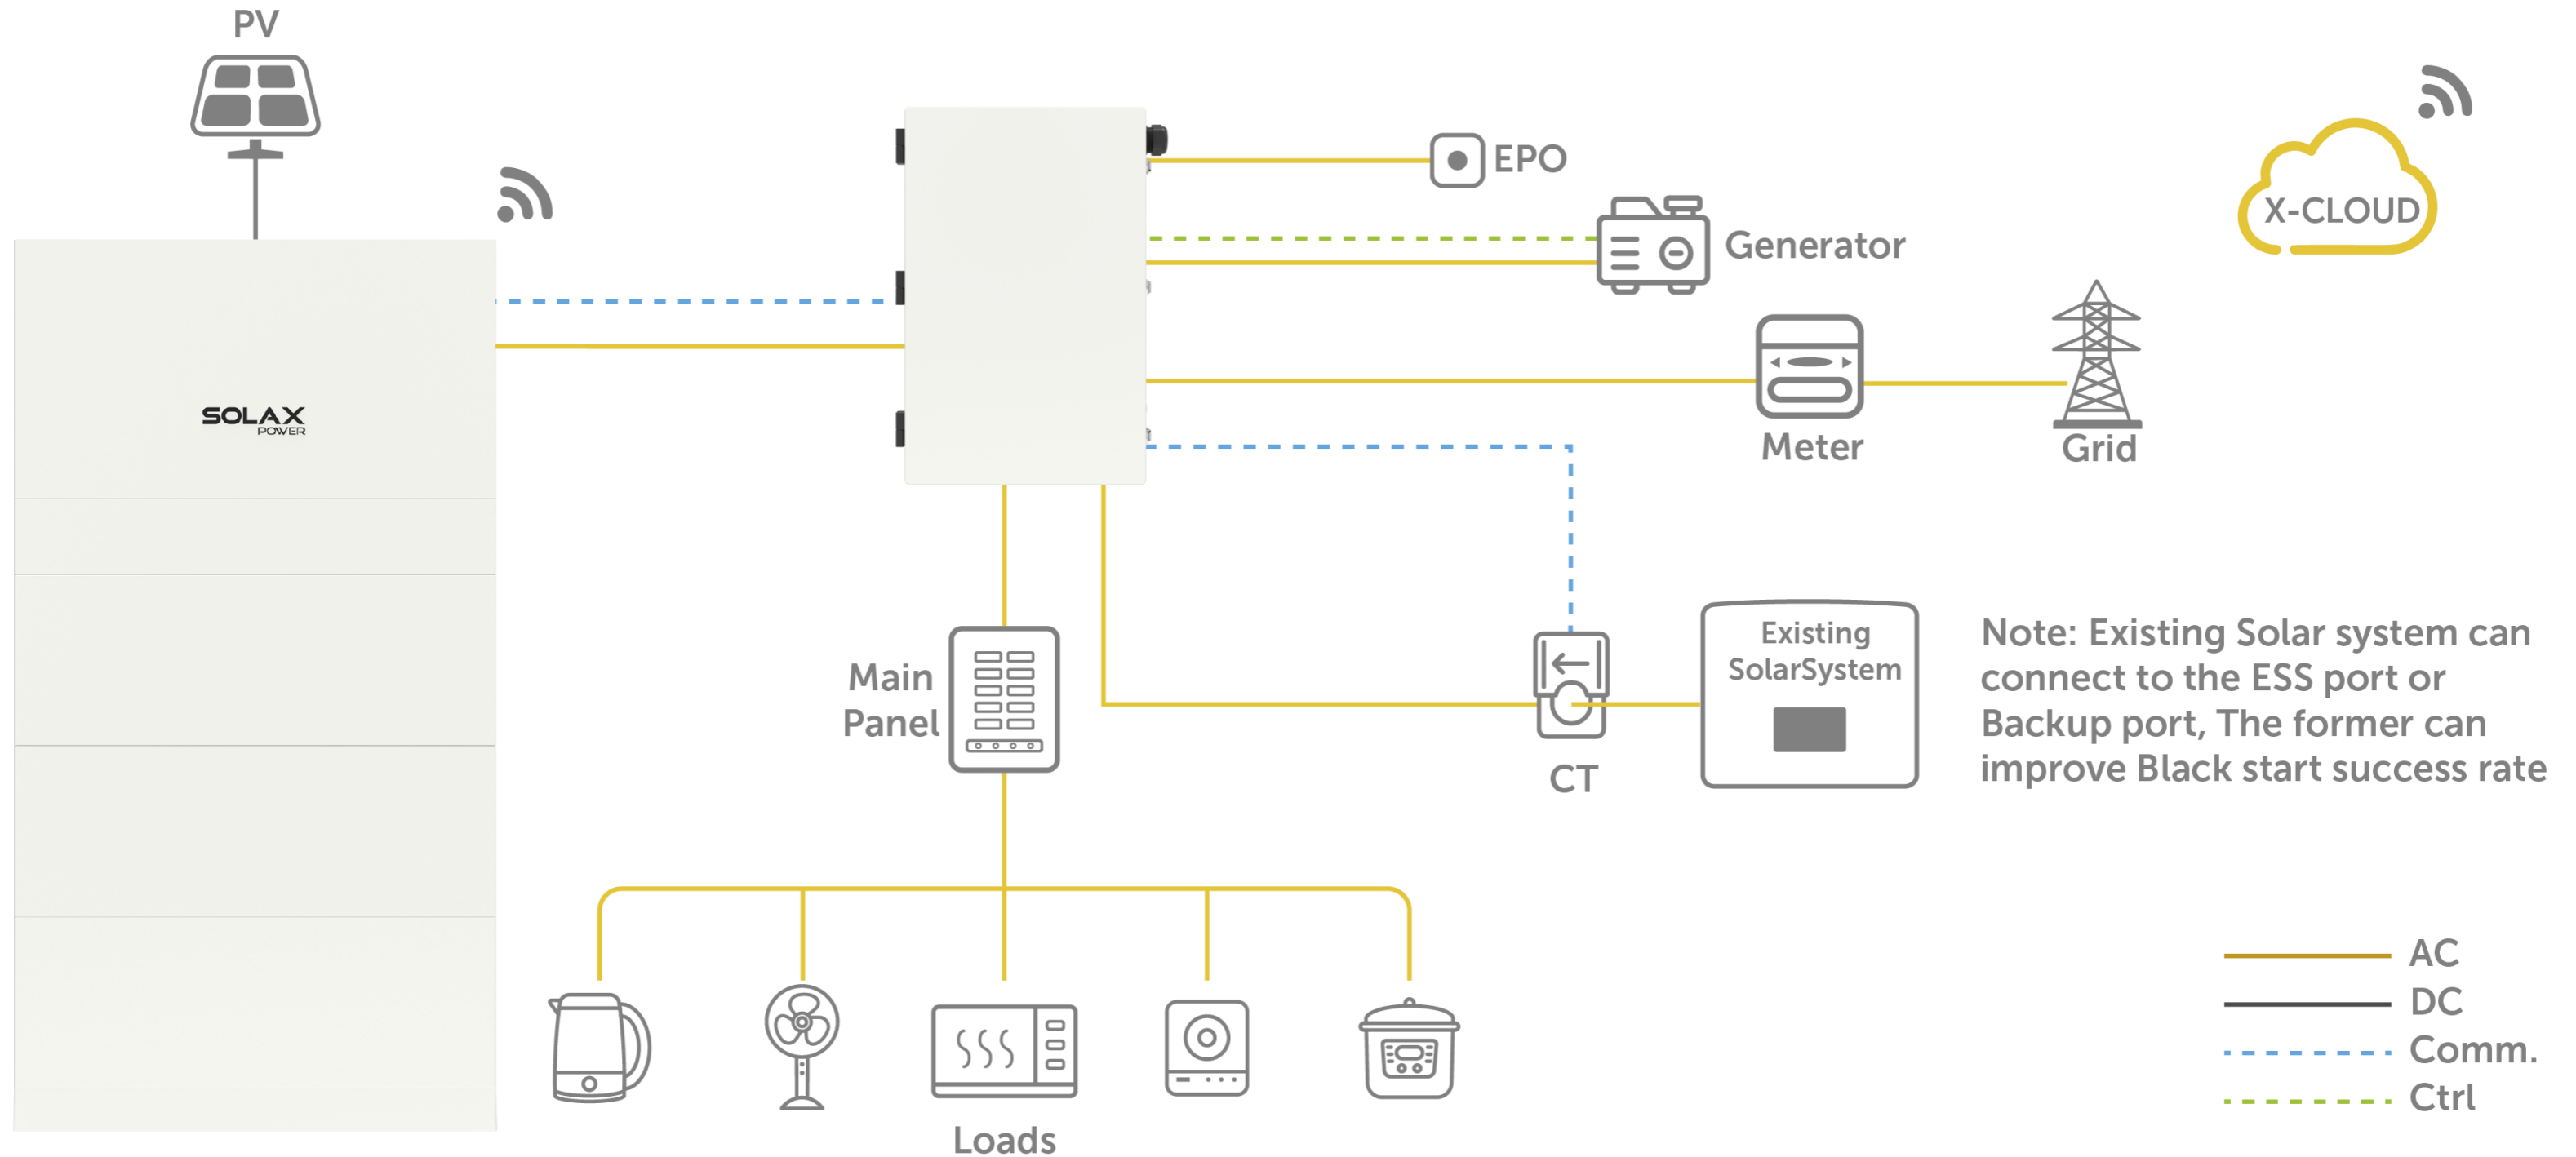 PV
SOLAX
POWER
EPO
Generator
X-CLOUD
Meter
Grid
Main
Panel
CT
Existing
SolarSystem
Note: Existing Solar system can
connect to the ESS port or
Backup port, The former can
improve Black start success rate
Loads
AC
DC
Comm.
Ctrl